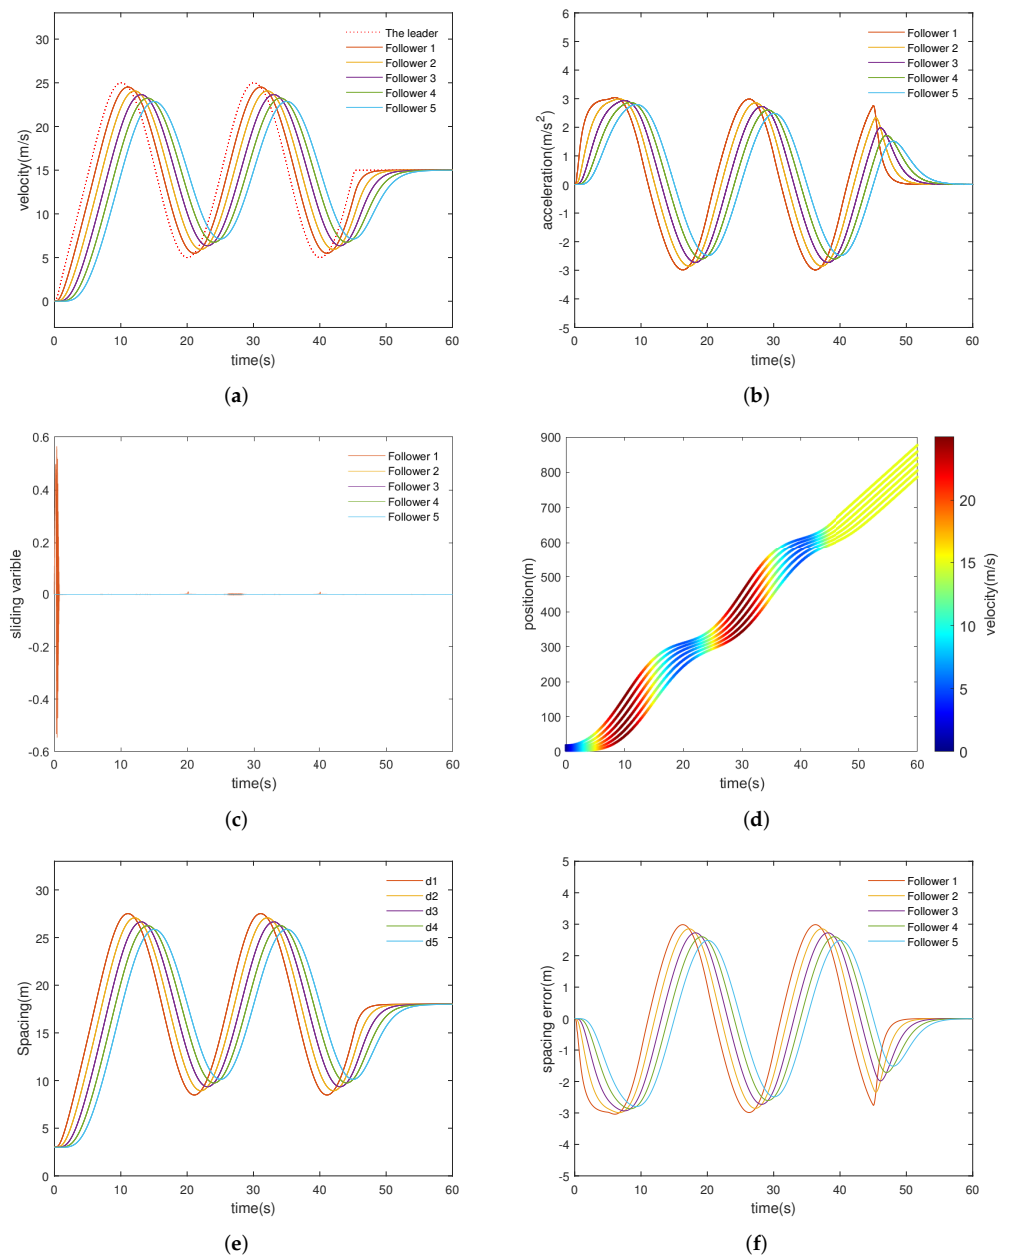 velocity(m/s)
30
25
20
15
10
5
0
The leader
Follower 1
Follower 2
Follower 3
Follower 4
Follower 5
0 10 20 30 40 50 60
time(s)
(a)
acceleration(m/s²)
6
5
4
3
2
1
0
-1
-2
-3
-4
-5
Follower 1
Follower 2
Follower 3
Follower 4
Follower 5
0 10 20 30 40 50 60
time(s)
(b)
sliding varible
0.6
0.4
0.2
0
-0.2
-0.4
-0.6
Follower 1
Follower 2
Follower 3
Follower 4
Follower 5
0 10 20 30 40 50 60
time(s)
(c)
position(m)
900
800
700
600
500
400
300
200
100
0
0 10 20 30 40 50 60
time(s)
20
15
10
5
0
velocity(m/s)
(d)
Spacing(m)
30
25
20
15
10
5
0
d1
d2
d3
d4
d5
0 10 20 30 40 50 60
time(s)
(e)
spacing error(m)
5
4
3
2
1
0
-1
-2
-3
-4
-5
Follower 1
Follower 2
Follower 3
Follower 4
Follower 5
0 10 20 30 40 50 60
time(s)
(f)